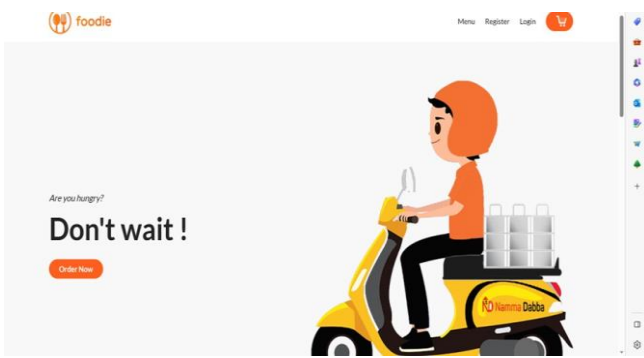 foodie
Menu Register Login
Are you hungry?
Don't wait !
Order Now
Namma Dabba